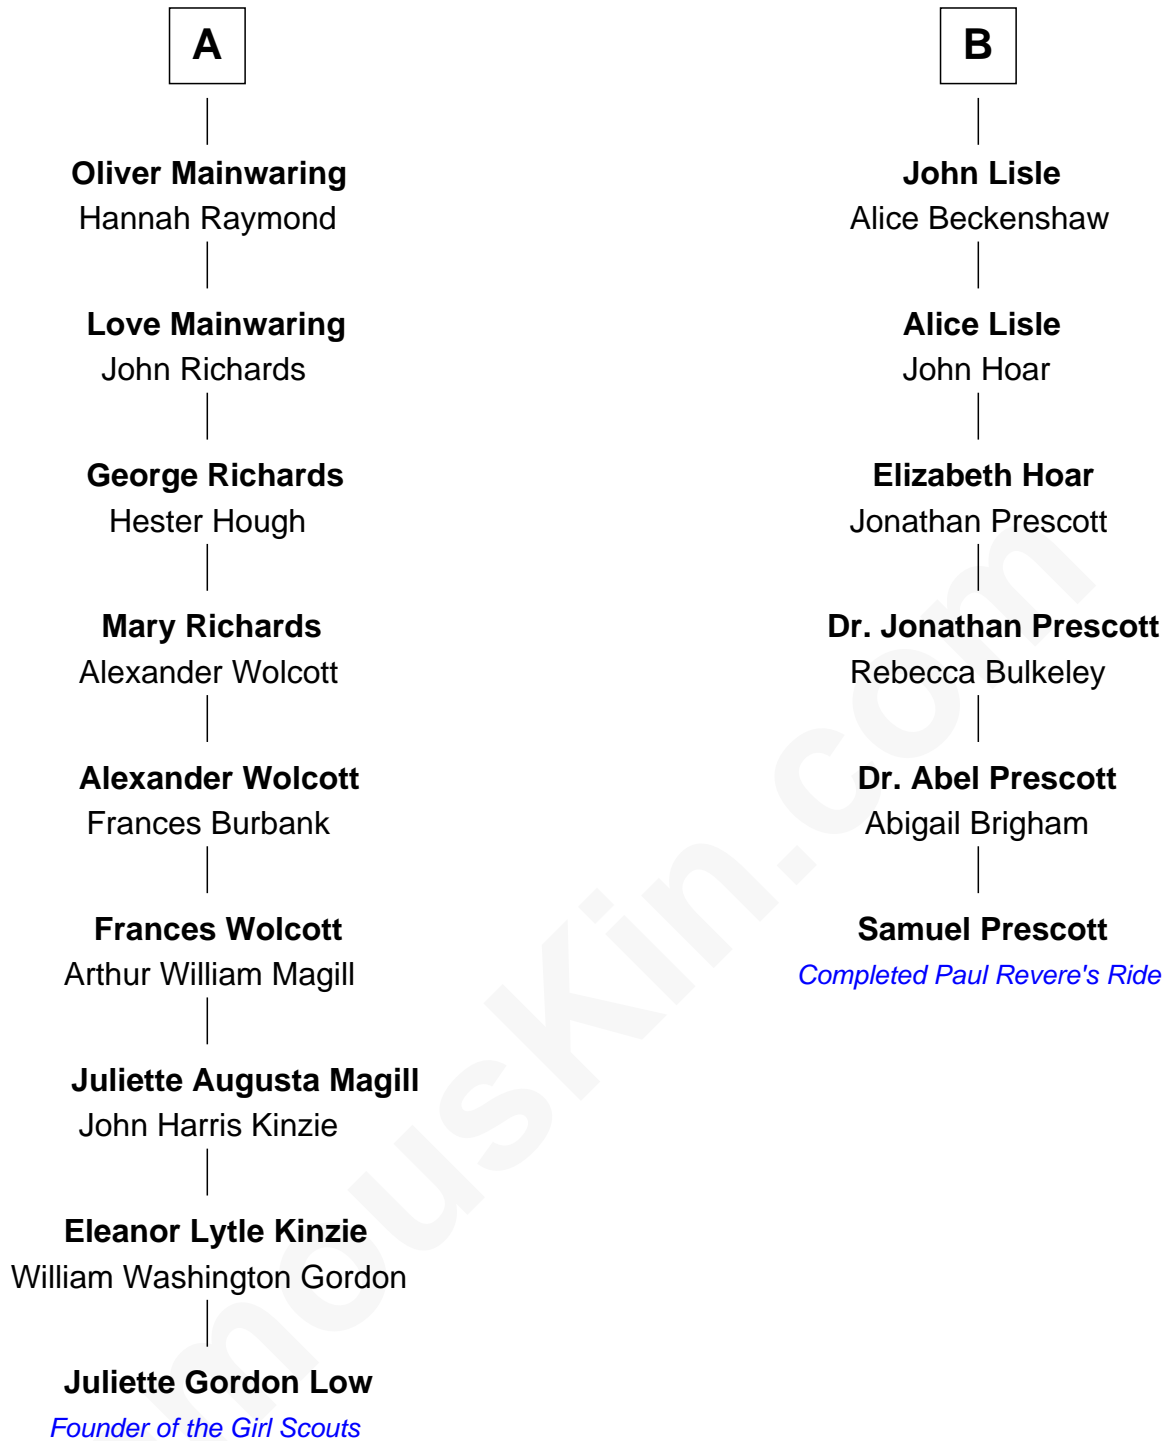 A
Oliver Mainwaring
Hannah Raymond
Love Mainwaring
John Richards
George Richards
Hester Hough
Mary Richards
Alexander Wolcott
Alexander Wolcott
Frances Burbank
Frances Wolcott
Arthur William Magill
Juliette Augusta Magill
John Harris Kinzie
Eleanor Lytle Kinzie
William Washington Gordon
Juliette Gordon Low
Founder of the Girl Scouts
B
John Lisle
Alice Beckenshaw
Alice Lisle
John Hoar
Elizabeth Hoar
Jonathan Prescott
Dr. Jonathan Prescott
Rebecca Bulkeley
Dr. Abel Prescott
Abigail Brigham
Samuel Prescott
Completed Paul Revere's Ride
mousKin.com